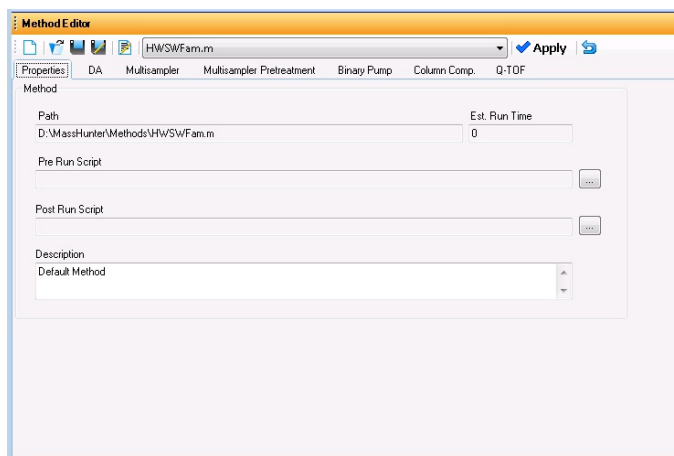 Method Editor
HWSWFam.m
Apply
Properties DA Multisampler Multisampler Pretreatment Binary Pump Column Comp. Q-TOF
Method
Path Est. Run Time
D:\MassHunter\Methods\HWSWFam.m 0
Pre Run Script
...
Post Run Script
...
Description
Default Method